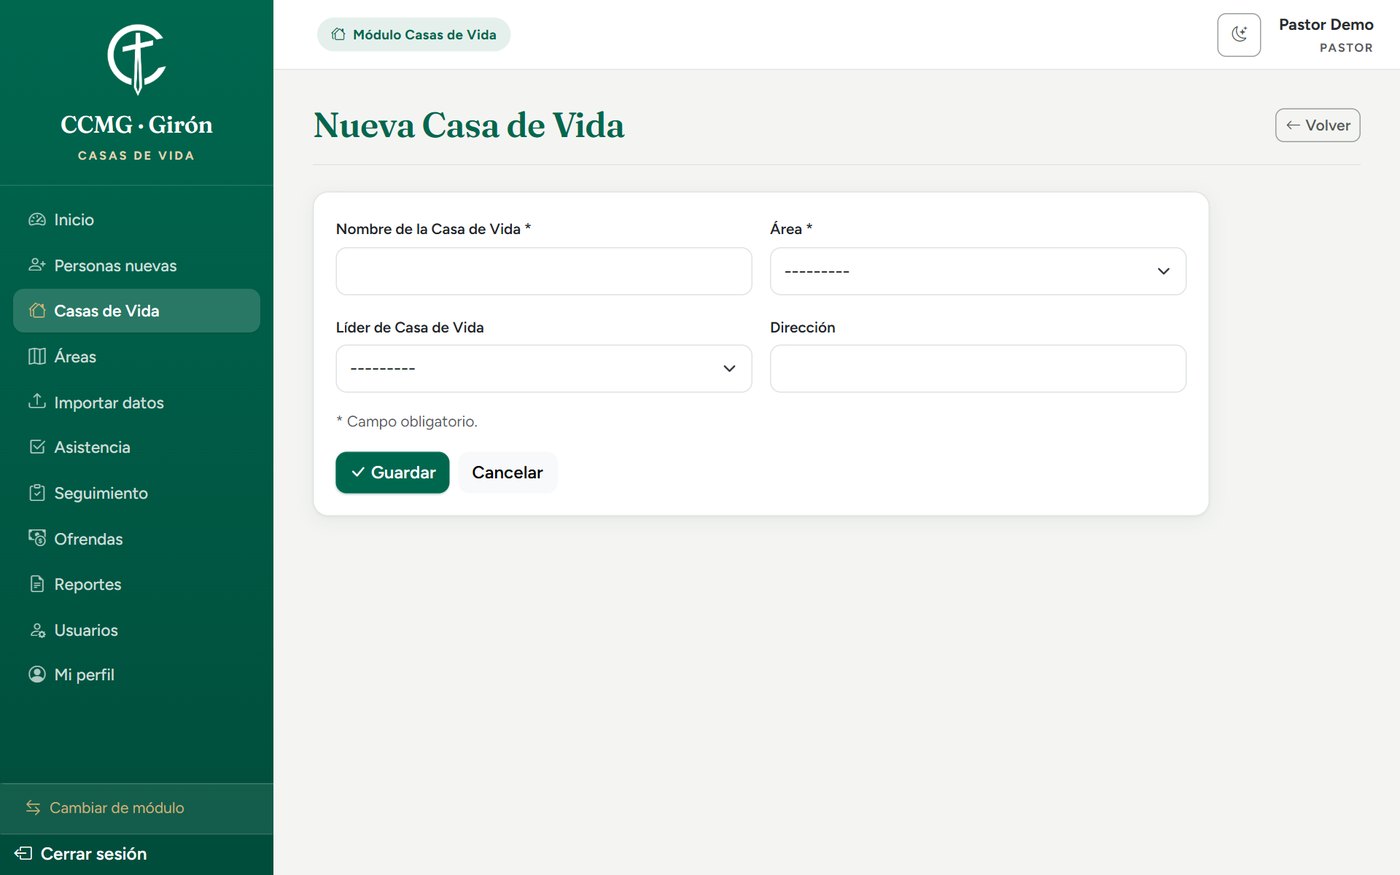 CCMG · Girón
CASAS DE VIDA
Inicio
Personas nuevas
Casas de Vida
Áreas
Importar datos
Asistencia
Seguimiento
Ofrendas
Reportes
Usuarios
Mi perfil
Cambiar de módulo
Cerrar sesión
Módulo Casas de Vida
Pastor Demo
PASTOR
Nueva Casa de Vida
Volver
Nombre de la Casa de Vida *
Área *
---------
Líder de Casa de Vida
Dirección
---------
* Campo obligatorio.
Guardar
Cancelar